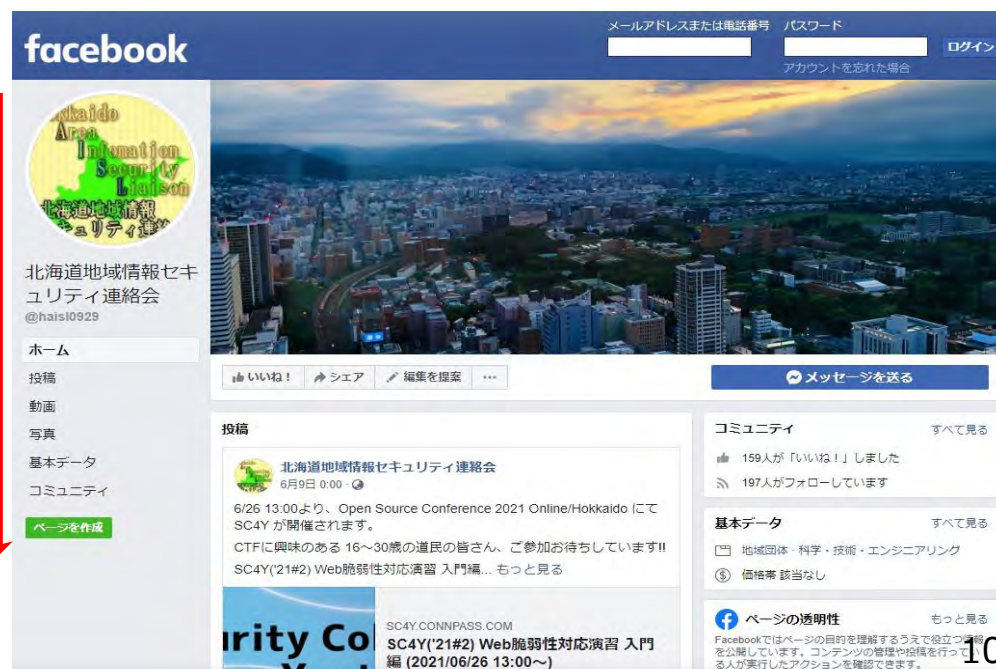 facebook
メールアドレスまたは電話番号
パスワード
ログイン
アカウントを忘れた場合
Area
Security
Liaison
北海道地域情報
北海道地域情報セキ
ュリティ連絡会
@haisl0929
ホーム
投稿
動画
写真
基本データ
コミュニティ
ページを作成
いいね！
シェア
編集を提案
…
メッセージを送る
投稿
北海道地域情報セキュリティ連絡会
6月9日 0:00 ·
6/26 13:00より、Open Source Conference 2021 Online/Hokkaido にて
SC4Y が開催されます。
CTFに興味のある 16～30歳の道民の皆さん、ご参加お待ちしています!!
SC4Y('21#2) Web脆弱性対応演習 入門編... もっと見る
urity Co
SC4Y.CONNPASS.COM
SC4Y('21#2) Web脆弱性対応演習 入門
編 (2021/06/26 13:00～)
コミュニティ
すべて見る
159人が「いいね！」しました
197人がフォローしています
基本データ
すべて見る
地域団体 · 科学・技術・エンジニアリング
価格帯 該当なし
ページの透明性
もっと見る
Facebookではページの目的を理解するうえで役立つ情報
を公開しています。コンテンツの管理や投稿を行ってい
る人が実行したアクションを確認できます。
10